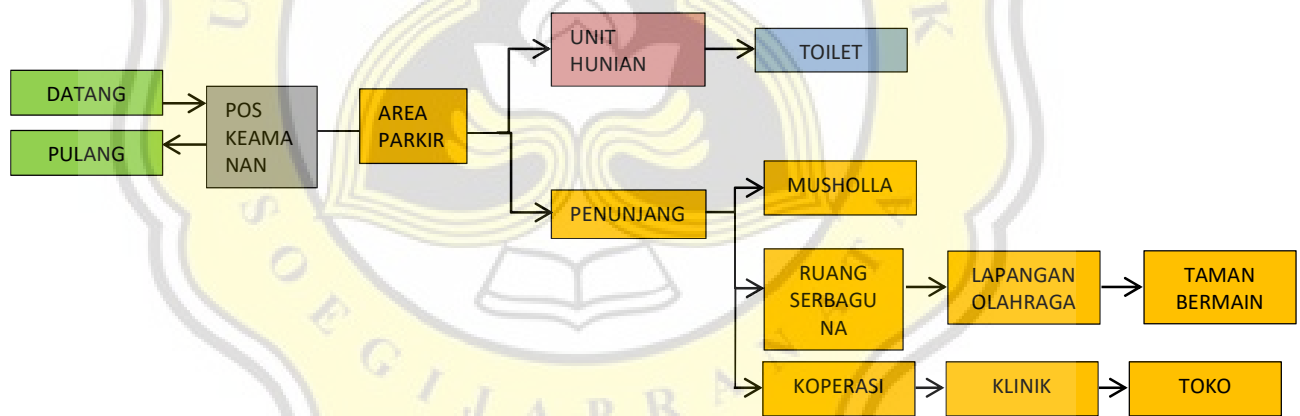 UNIT
HUNIAN
TOILET
DATANG
PULANG
POS
KEAMA
NAN
AREA
PARKIR
PENUNJANG
MUSHOLLA
RUANG
SERBAGU
NA
LAPANGAN
OLAHRAGA
TAMAN
BERMAIN
KOPERASI
KLINIK
TOKO
SOEGIJAPRANATA